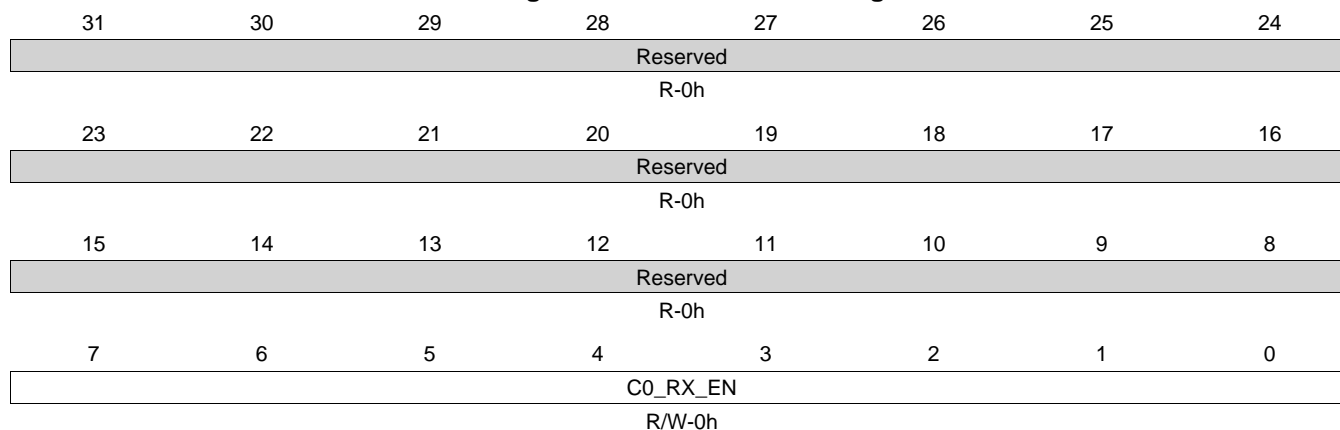 31 30 29 28 27 26 25 24
Reserved
R-0h
23 22 21 20 19 18 17 16
Reserved
R-0h
15 14 13 12 11 10 9 8
Reserved
R-0h
7 6 5 4 3 2 1 0
C0_RX_EN
R/W-0h